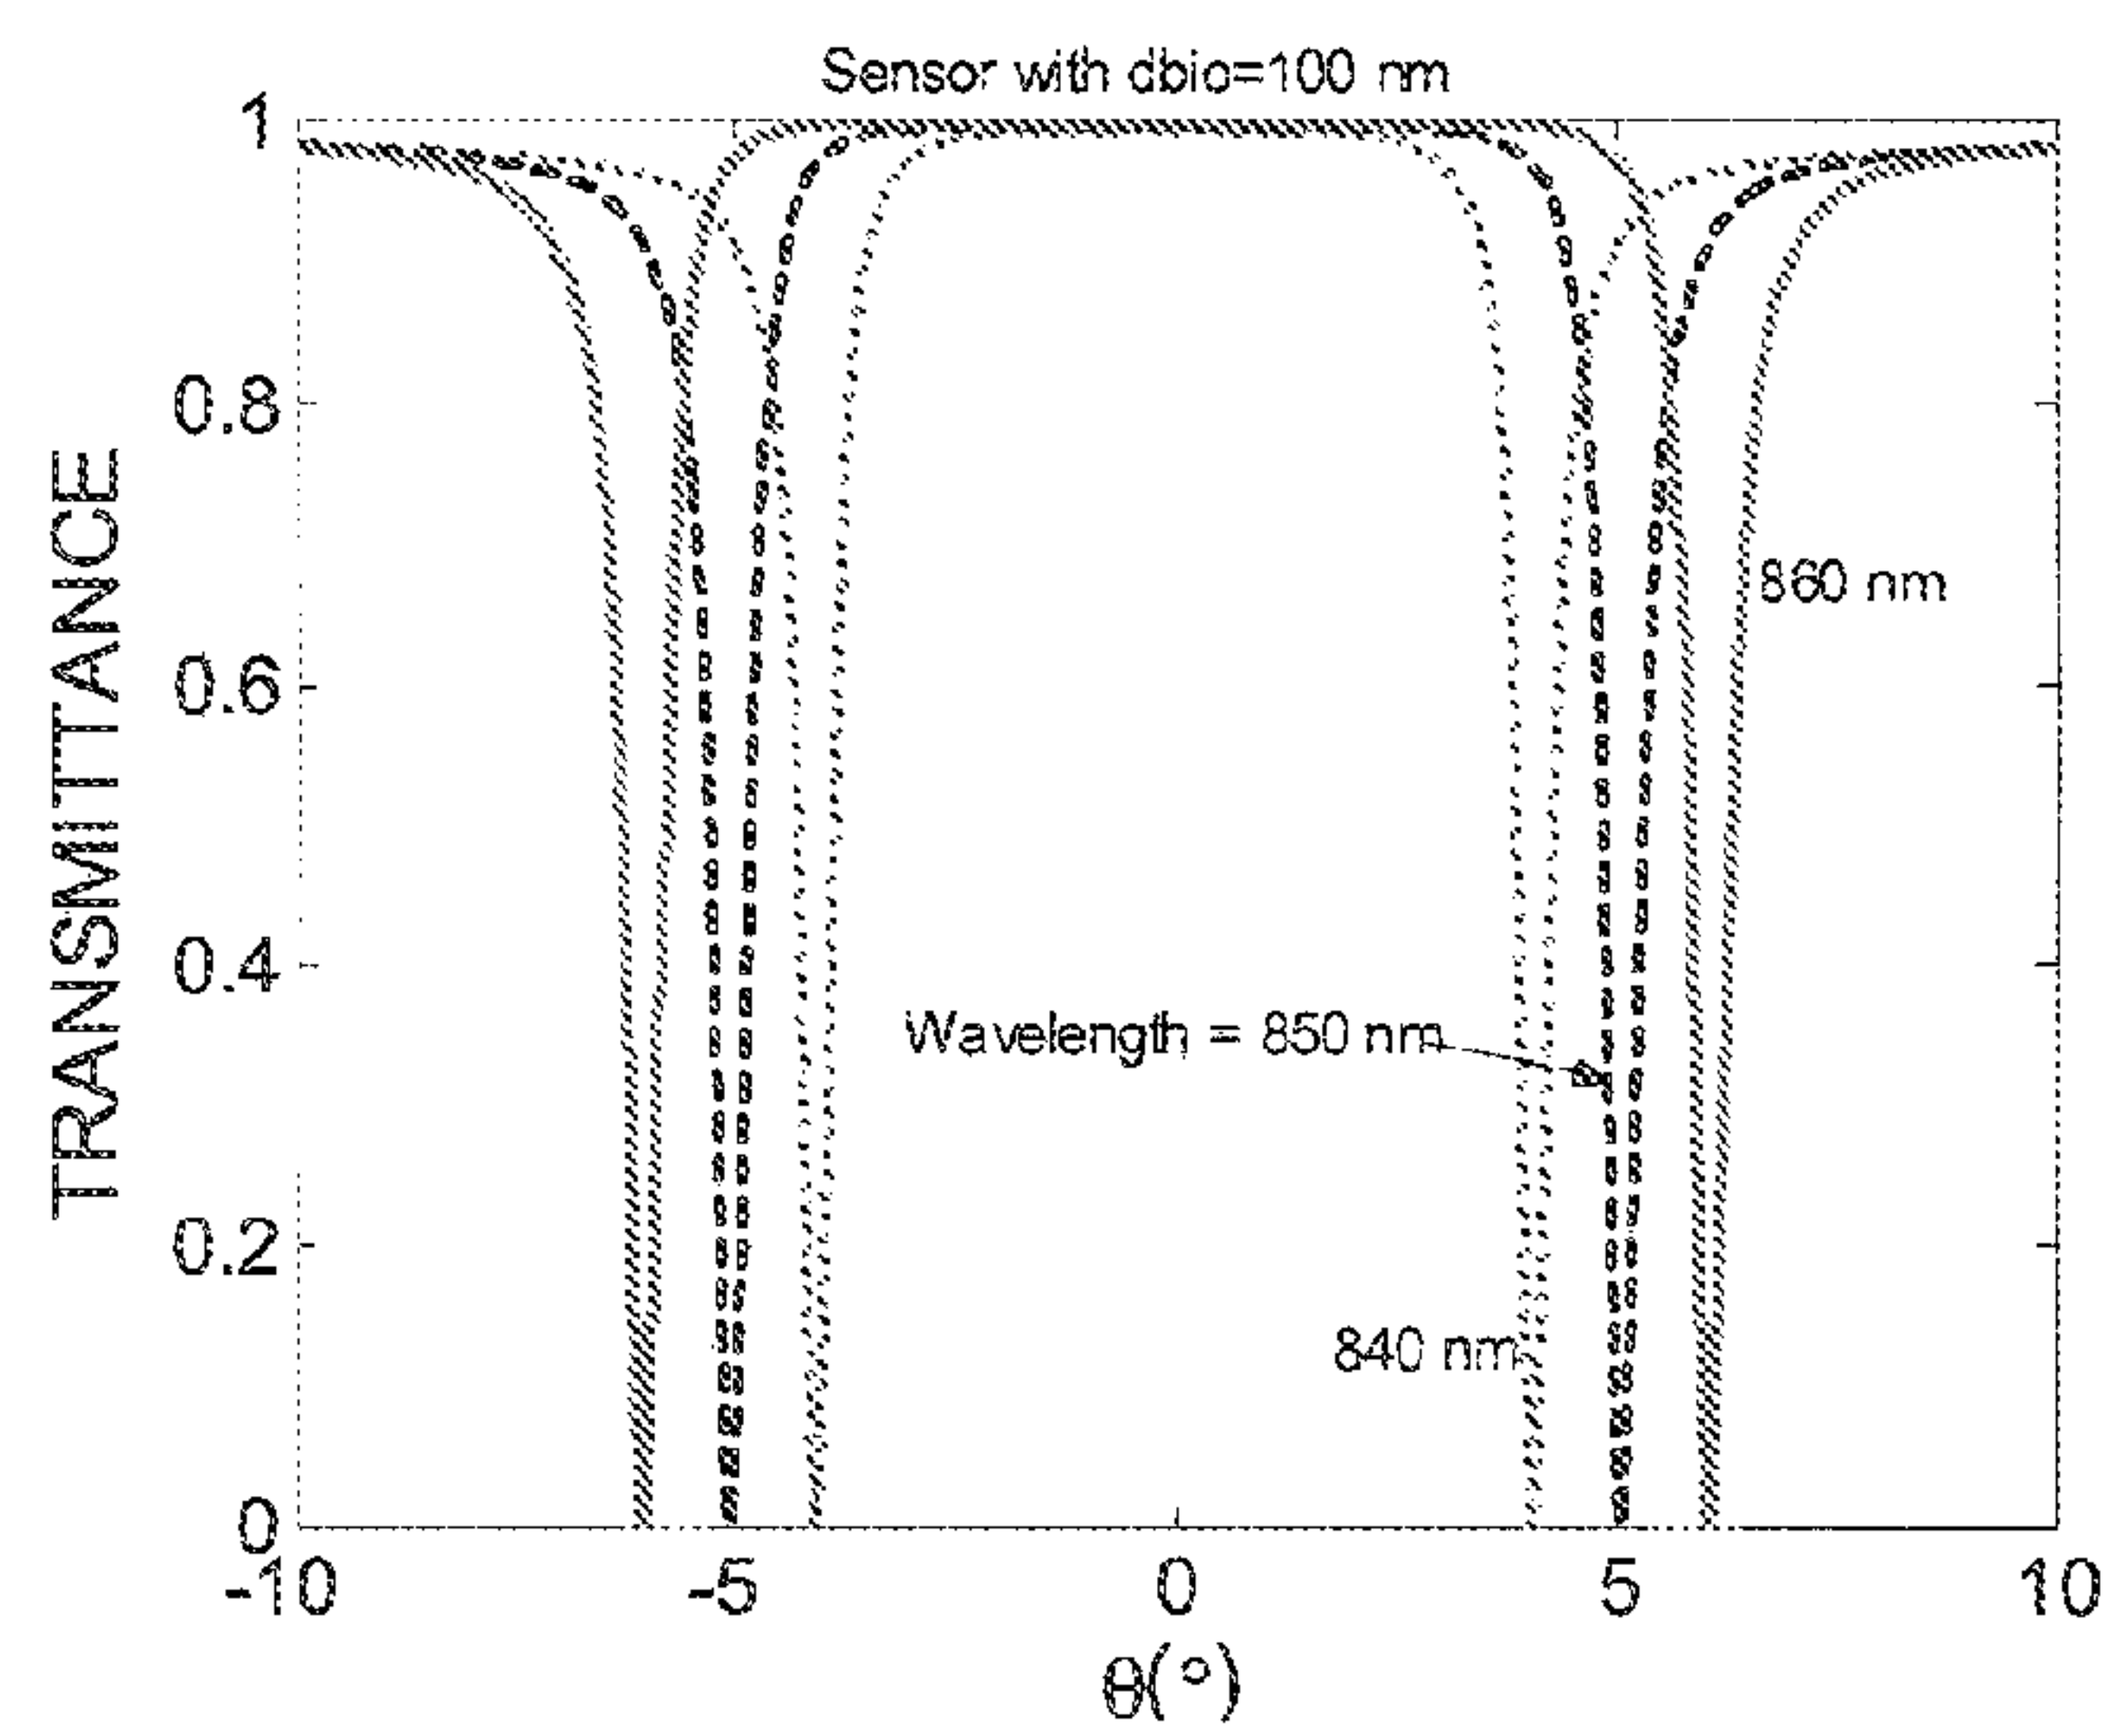 Sensor with dbio=100 nm
1
0.8
0.6
0.4
0.2
0
TRANSMITTANCE
860 nm
Wavelength = 850 nm
840 nm
-10
-5
0
5
10
θ(°)